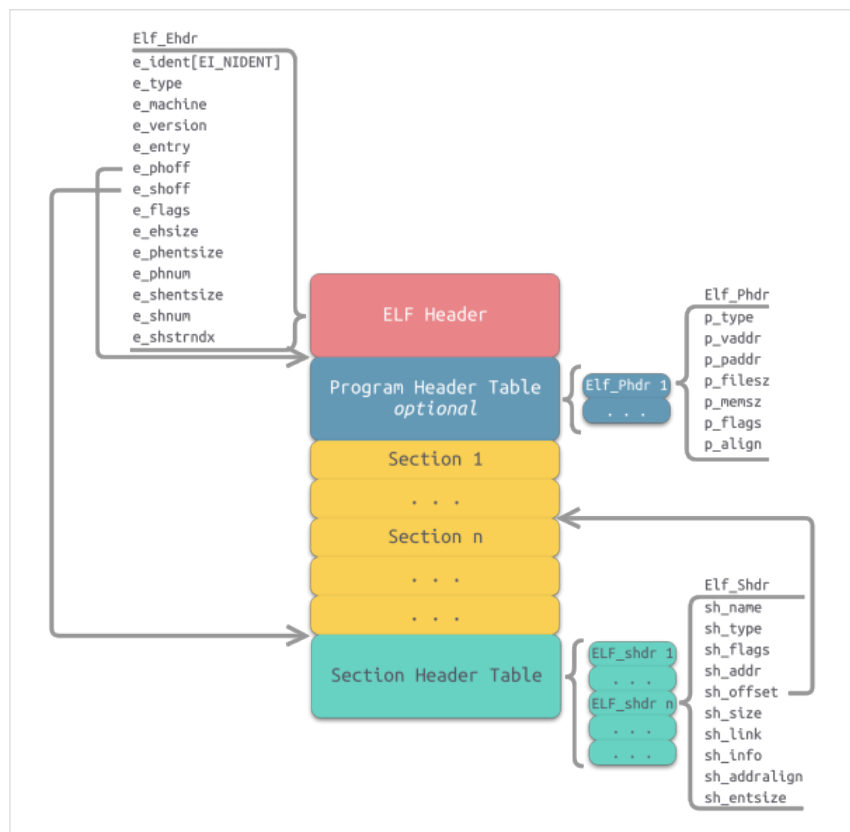 Elf_Ehdr
e_ident[EI_NIDENT]
e_type
e_machine
e_version
e_entry
e_phoff
e_shoff
e_flags
e_ehsize
e_phentsize
e_phnum
e_shentsize
e_shnum
e_shstrndx
ELF Header
Program Header Table
optional
Elf_Phdr 1
. . .
Elf_Phdr
p_type
p_vaddr
p_paddr
p_filesz
p_memsz
p_flags
p_align
Section 1
. . .
Section n
. . .
. . .
Section Header Table
ELF_shdr 1
. . .
ELF_shdr n
. . .
. . .
Elf_Shdr
sh_name
sh_type
sh_flags
sh_addr
sh_offset
sh_size
sh_link
sh_info
sh_addralign
sh_entsize